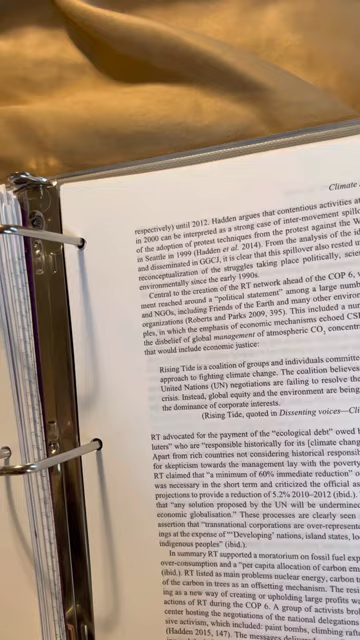 Climate
respectively) until 2012. Hadden argues that contentious activities at
in 2000 can be interpreted as a strong case of inter-movement spillo
of the adoption of protest techniques from the protest against the W
in Seattle in 1999 (Hadden et al. 2014). From the analysis of the id
and disseminated in GGCJ, it is clear that this spillover also rested u
reconceptualization of the struggles taking place politically, scie
environmentally since the early 1990s.
Central to the creation of the RT network ahead of the COP 6, w
ment reached around a “political statement” among a large numb
and NGOs, including Friends of the Earth and many other environ
organizations (Roberts and Parks 2009, 395). This included a nu
ples, in which the emphasis of economic mechanisms echoed CSE
the disbelief of global management of atmospheric CO2 concentr
that would include economic justice:
Rising Tide is a coalition of groups and individuals committe
approach to fighting climate change. The coalition believes
United Nations (UN) negotiations are failing to resolve the
crisis. Instead, global equity and the environment are being
the dominance of corporate interests.
(Rising Tide, quoted in Dissenting voices—Cli
RT advocated for the payment of the “ecological debt” owed b
luters” who are “responsible historically for its [climate chang
Apart from rich countries not considering historical responsib
for skepticism towards the management lay with the poverty
RT claimed that “a minimum of 60% immediate reduction” o
was necessary in the short term and criticized the official as
projections to provide a reduction of 5.2% 2010–2012 (ibid.).
that “any solution proposed by the UN will be undermined
economic globalisation.” These processes are clearly seen
assertion that “transnational corporations are over-represente
ings at the expense of “‘Developing’ nations, island states, lo
indigenous peoples” (ibid.).
In summary RT supported a moratorium on fossil fuel exp
over-consumption and a “per capita allocation of carbon em
(ibid.). RT listed as main problems nuclear energy, carbon t
of the carbon in trees as an offsetting mechanism. The resi
ing as a new way of creating or upholding large profits wa
actions of RT during the COP 6. A group of activists brok
center hosting the negotiations of the national delegation
sive activism, which included: paint bombs, climbing
(Hadden 2015, 147). The messages delivered